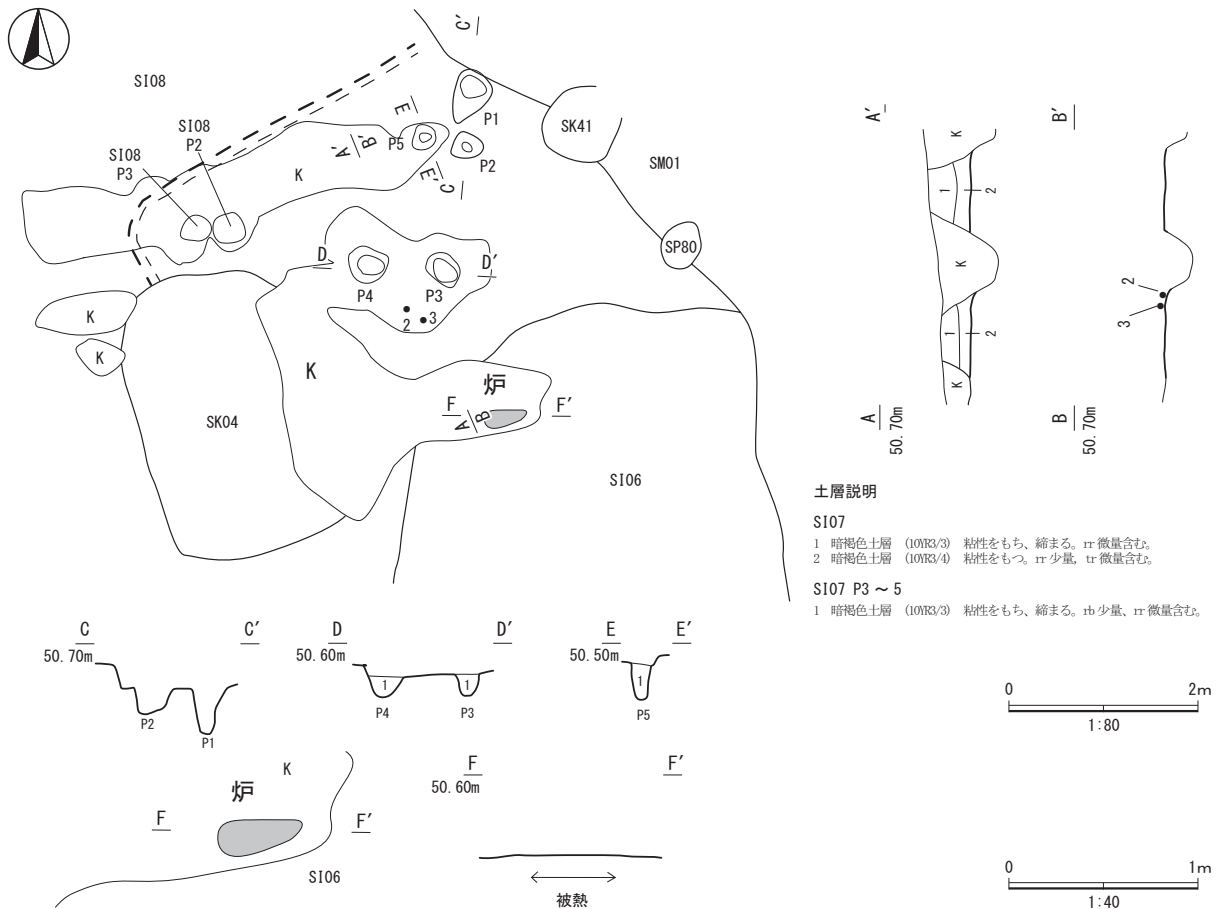 C′
SI08
E
P1
SI08
P2
SK41
A′
B′
P5
SI08
P3
P2
SM01
K
E′
C
SP80
D
D′
P4
P3
2
3
K
K
K
炉
F
F′
A
B
SK04
SI06
A′
B′
K
1
2
K
2
3
1
2
K
A
50.70m
B
50.70m
土層説明
SI07
1 暗褐色土層 (10YR3/3) 粘性をもち、締まる。rr 微量含む。
2 暗褐色土層 (10YR3/4) 粘性をもつ。rr 少量, tr 微量含む。
SI07 P3 ～ 5
1 暗褐色土層 (10YR3/3) 粘性をもち、締まる。rb 少量、rr 微量含む。
C
C′
50.70m
P2
P1
D
D′
50.60m
1
1
P4
P3
E
E′
50.50m
1
P5
0
2m
1:80
K
炉
F
F′
SI06
F
F′
50.60m
被熱
0
1m
1:40